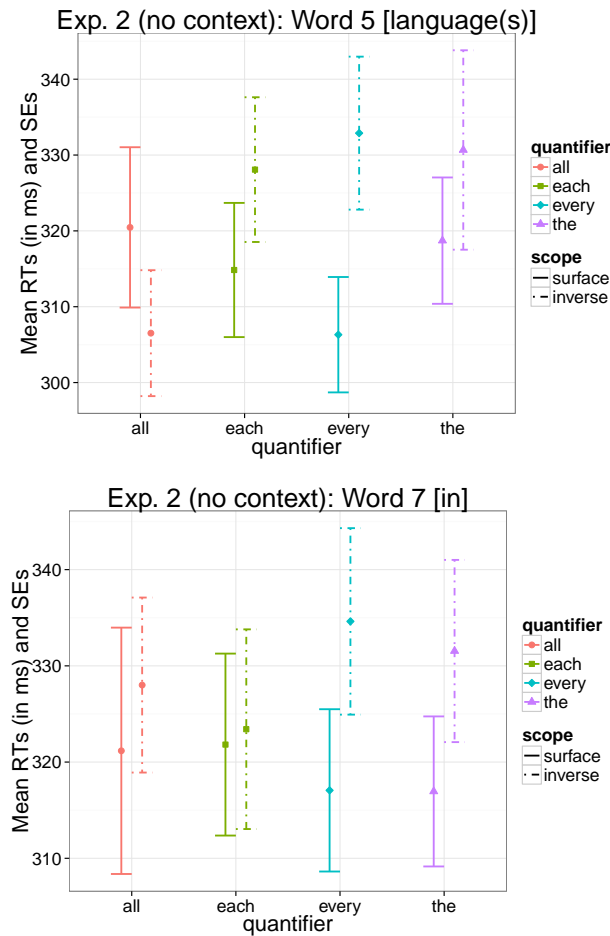 Exp. 2 (no context): Word 5 [language(s)]
Mean RTs (in ms) and SEs
340
330
320
310
300
all each every the
quantifier
quantifier
all
each
every
the
scope
surface
inverse
Exp. 2 (no context): Word 7 [in]
Mean RTs (in ms) and SEs
340
330
320
310
all each every the
quantifier
quantifier
all
each
every
the
scope
surface
inverse